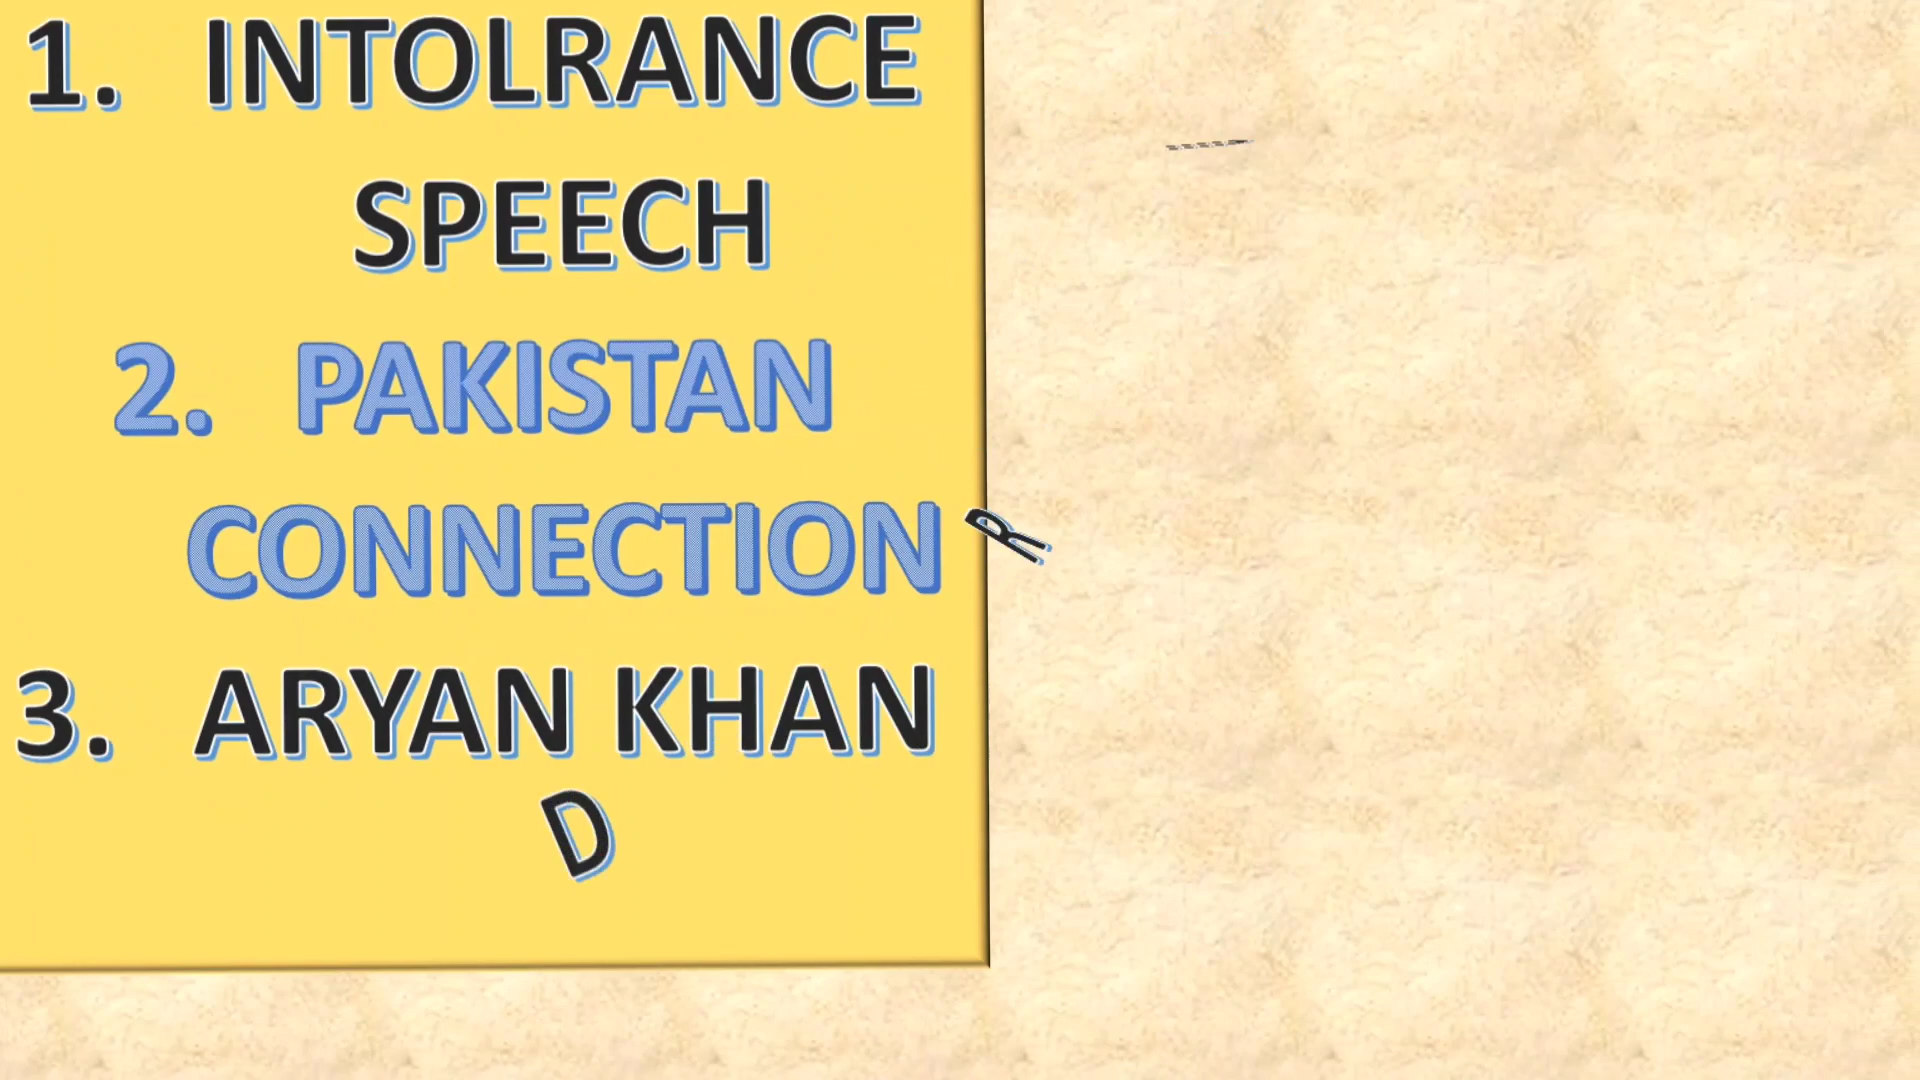 1. INTOLRANCE
SPEECH
2. PAKISTAN
CONNECTION
3. ARYAN KHAN
D R